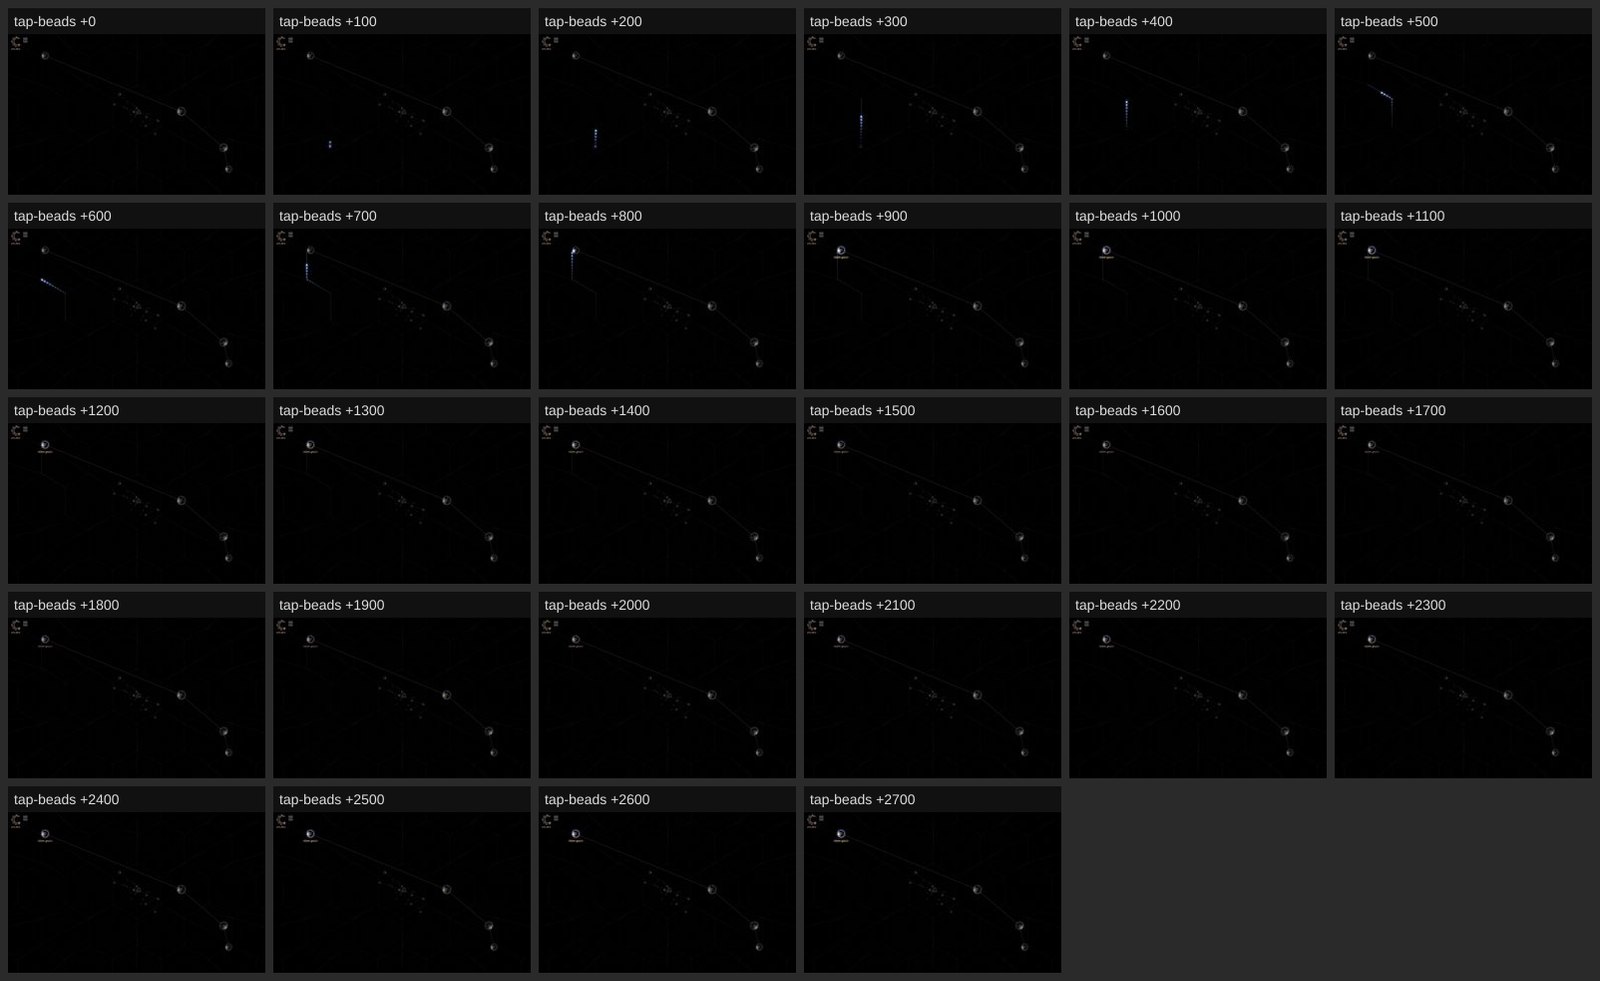 tap-beads +0
tap-beads +100
tap-beads +200
tap-beads +300
tap-beads +400
tap-beads +500
tap-beads +600
tap-beads +700
tap-beads +800
tap-beads +900
tap-beads +1000
tap-beads +1100
tap-beads +1200
tap-beads +1300
tap-beads +1400
tap-beads +1500
tap-beads +1600
tap-beads +1700
tap-beads +1800
tap-beads +1900
tap-beads +2000
tap-beads +2100
tap-beads +2200
tap-beads +2300
tap-beads +2400
tap-beads +2500
tap-beads +2600
tap-beads +2700